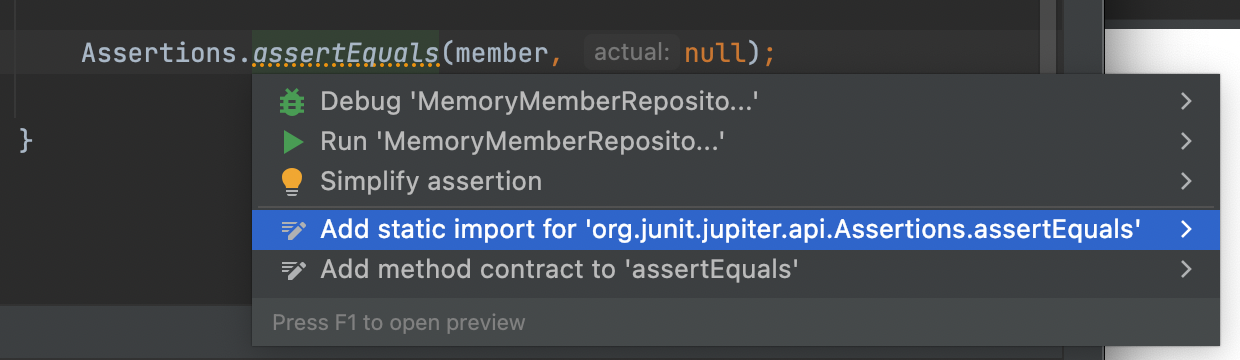 Assertions.assertEquals(member, actual: null);
Debug 'MemoryMemberReposito...'
}
Run 'MemoryMemberReposito...'
Simplify assertion
Add static import for 'org.junit.jupiter.api.Assertions.assertEquals'
Add method contract to 'assertEquals'
Press F1 to open preview